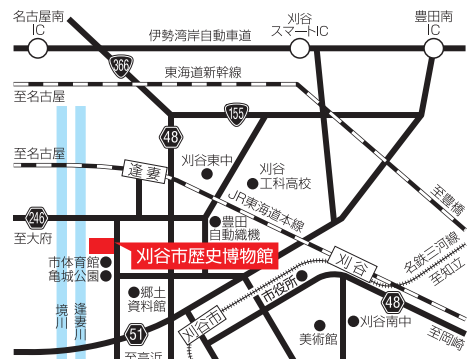 名古屋南
IC
刈谷
スマートIC
豊田南
IC
伊勢湾岸自動車道
366
東海道新幹線
至名古屋
155
48
至名古屋
逢妻
刈谷東中
刈谷
工科高校
至豊橋
JR東海道本線
246
至大府
豊田
自動織機
刈谷市歴史博物館
刈谷
名鉄三河線
至知立
市体育館
亀城公園
市役所
郷土
資料館
境川
逢妻川
51
刈谷市
48
美術館
刈谷南中
至岡崎
至高浜